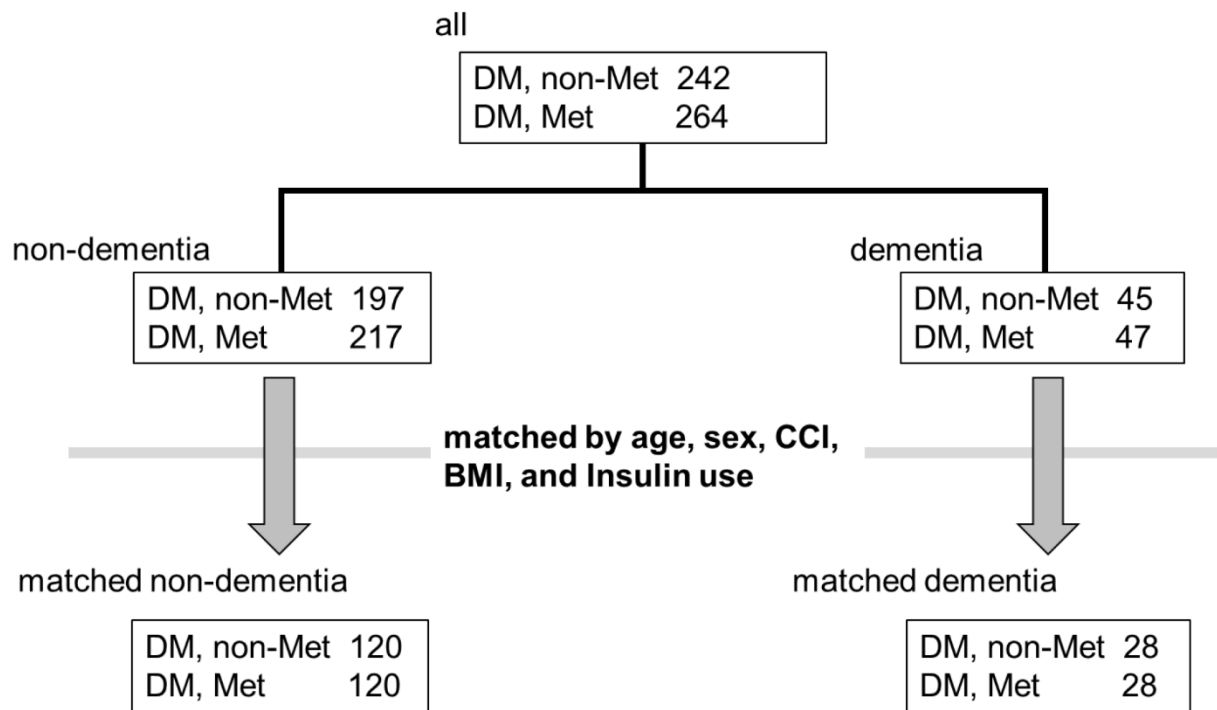 all
DM, non-Met 242
DM, Met 264
non-dementia
DM, non-Met 197
DM, Met 217
dementia
DM, non-Met 45
DM, Met 47
matched by age, sex, CCI,
BMI, and Insulin use
matched non-dementia
DM, non-Met 120
DM, Met 120
matched dementia
DM, non-Met 28
DM, Met 28